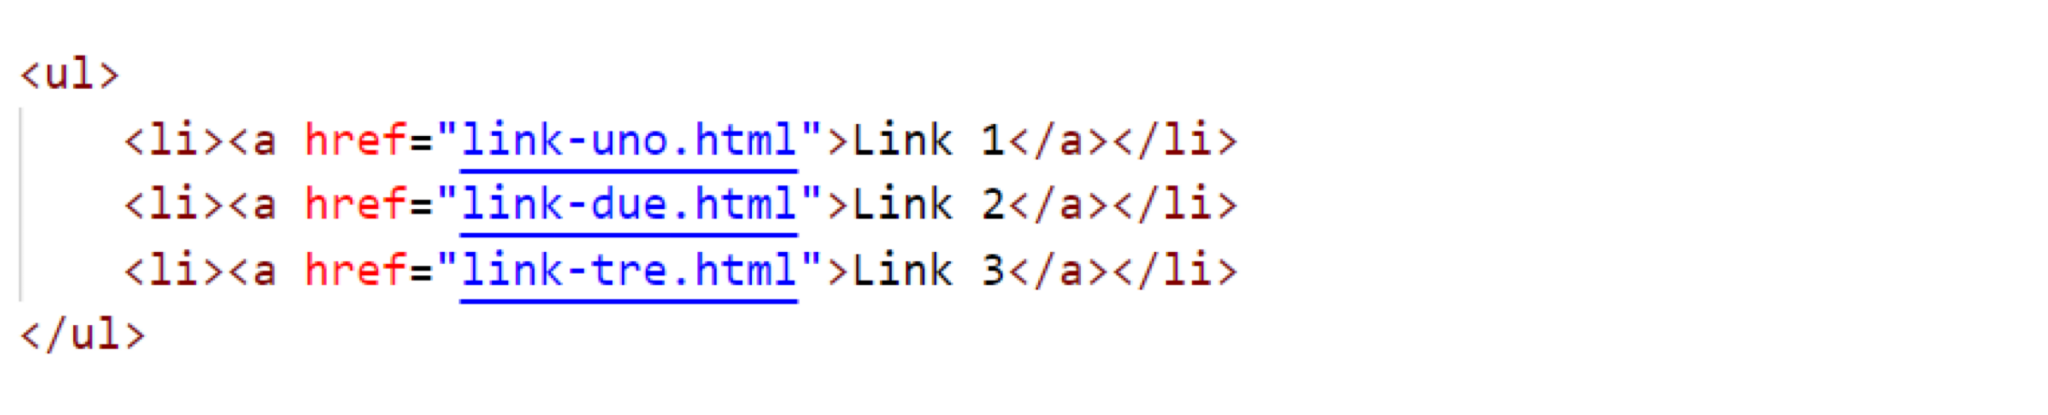 <ul>
<li><a href="link-uno.html">Link 1</a></li>
<li><a href="link-due.html">Link 2</a></li>
<li><a href="link-tre.html">Link 3</a></li>
</ul>